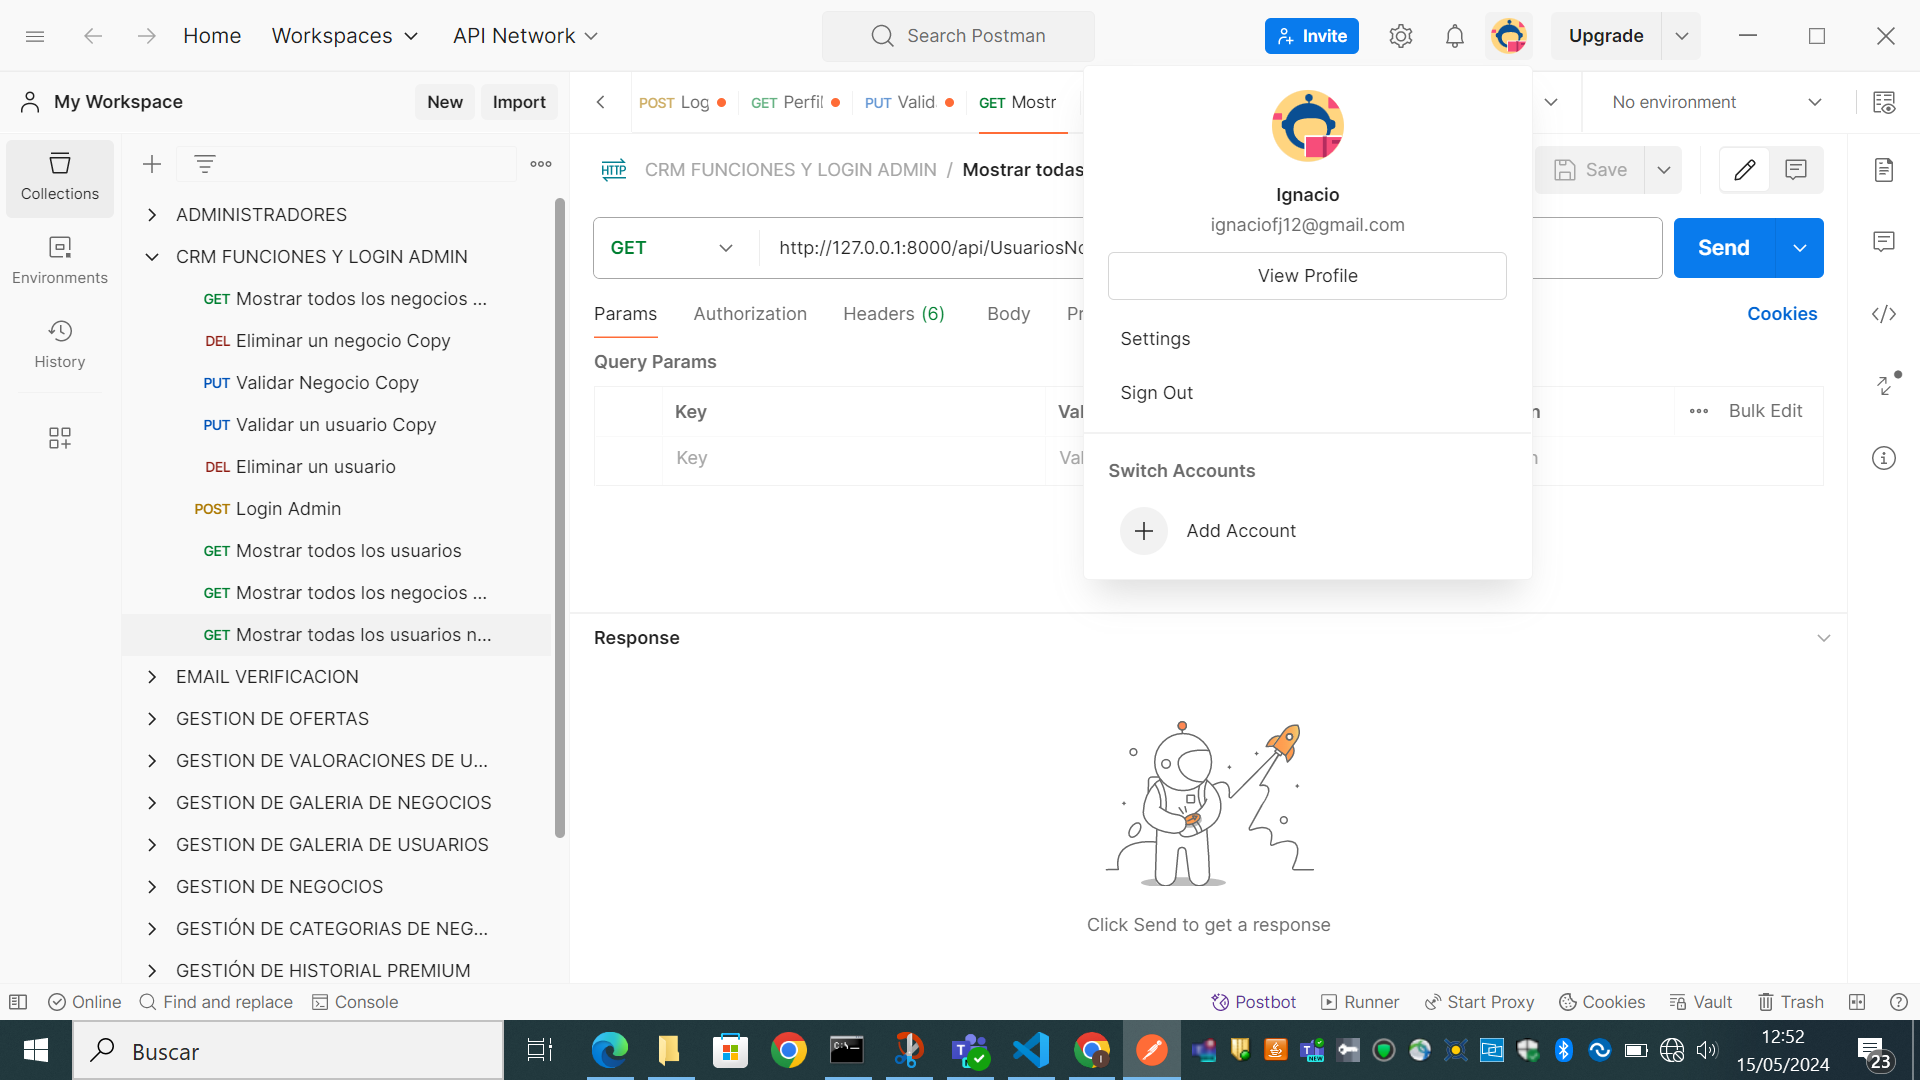 Home
Workspaces
API Network
Search Postman
Invite
Upgrade
My Workspace
New
Import
POST Log
GET Perfil
PUT Valid
GET Mostr
No environment
Collections
Environments
History
ADMINISTRADORES
CRM FUNCIONES Y LOGIN ADMIN
GET Mostrar todos los negocios ...
DEL Eliminar un negocio Copy
PUT Validar Negocio Copy
PUT Validar un usuario Copy
DEL Eliminar un usuario
POST Login Admin
GET Mostrar todos los usuarios
GET Mostrar todos los negocios ...
GET Mostrar todas los usuarios n...
EMAIL VERIFICACION
GESTION DE OFERTAS
GESTION DE VALORACIONES DE U...
GESTION DE GALERIA DE NEGOCIOS
GESTION DE GALERIA DE USUARIOS
GESTION DE NEGOCIOS
GESTIÓN DE CATEGORIAS DE NEG...
GESTIÓN DE HISTORIAL PREMIUM
HTTP
CRM FUNCIONES Y LOGIN ADMIN / Mostrar todas
Save
GET
http://127.0.0.1:8000/api/UsuariosNo
Send
Params
Authorization
Headers (6)
Body
Pr
Cookies
Query Params
Key
Val
n
Bulk Edit
Key
Val
n
Ignacio
ignaciofj12@gmail.com
View Profile
Settings
Sign Out
Switch Accounts
Add Account
Response
Click Send to get a response
Online
Find and replace
Console
Postbot
Runner
Start Proxy
Cookies
Vault
Trash
Buscar
12:52
15/05/2024
23